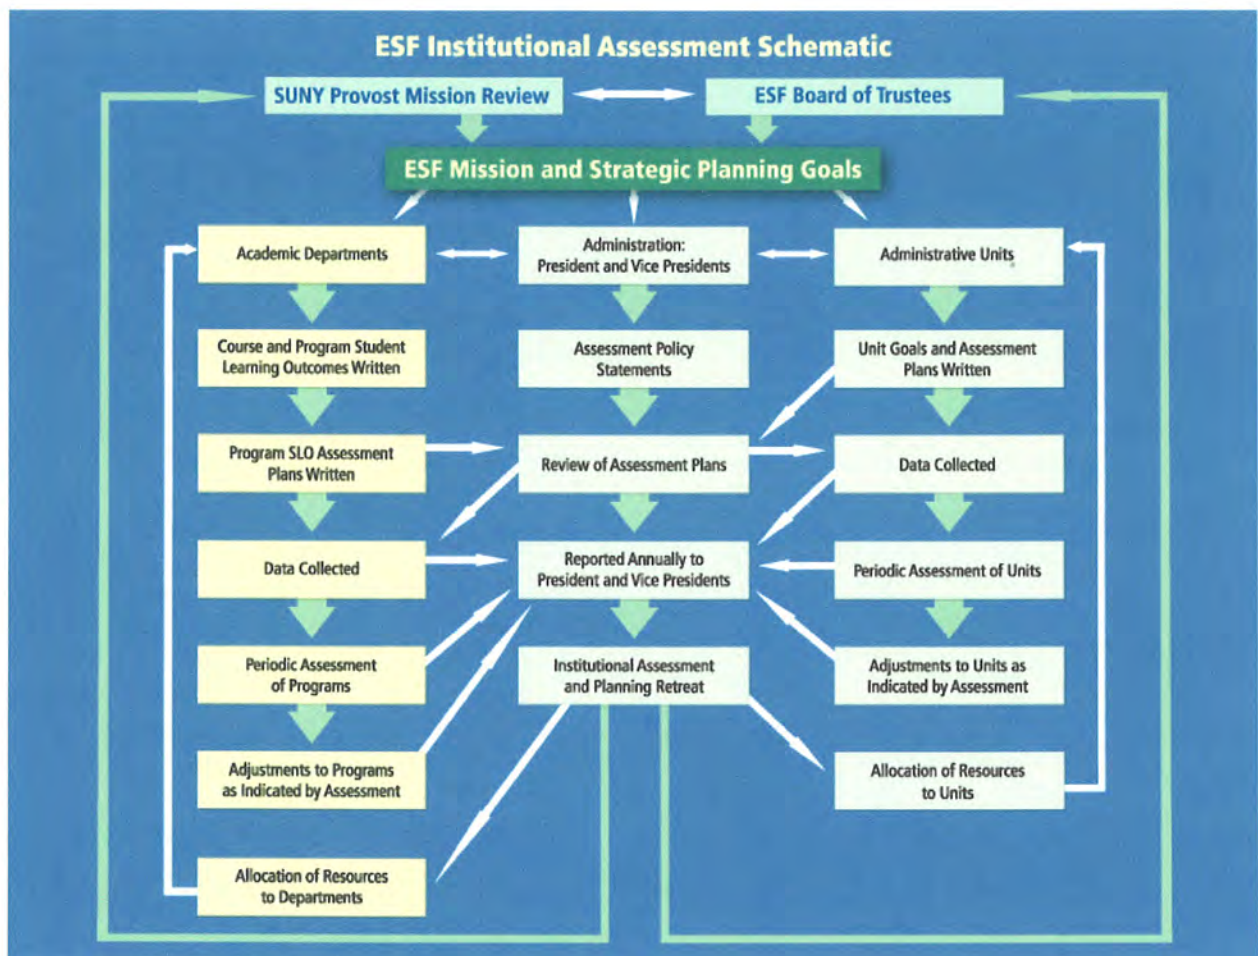 ESF Institutional Assessment Schematic
SUNY Provost Mission Review
ESF Board of Trustees
ESF Mission and Strategic Planning Goals
Academic Departments
Administration:
President and Vice Presidents
Administrative Units
Course and Program Student
Learning Outcomes Written
Assessment Policy
Statements
Unit Goals and Assessment
Plans Written
Program SLO Assessment
Plans Written
Review of Assessment Plans
Data Collected
Data Collected
Reported Annually to
President and Vice Presidents
Periodic Assessment of Units
Periodic Assessment
of Programs
Institutional Assessment
and Planning Retreat
Adjustments to Units as
Indicated by Assessment
Adjustments to Programs
as Indicated by Assessment
Allocation of Resources
to Units
Allocation of Resources
to Departments